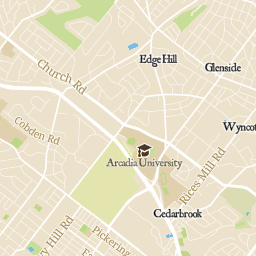 Edge Hill
Glenside
Church Rd
Cobden Rd
Wyncot
Arcadia University
Rices Mill Rd
Cedarbrook
y Hill Rd
Pickering